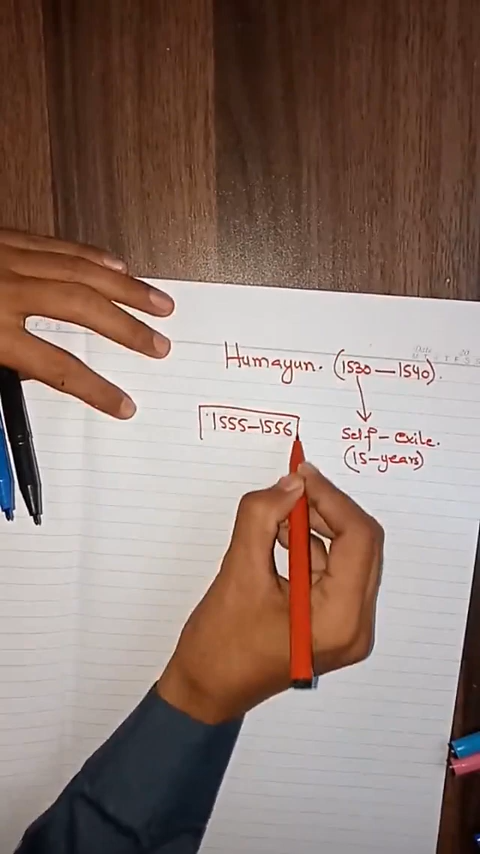 Humayun. (1530 — 1540).
1555–1556
Self – exile.
(15–years)